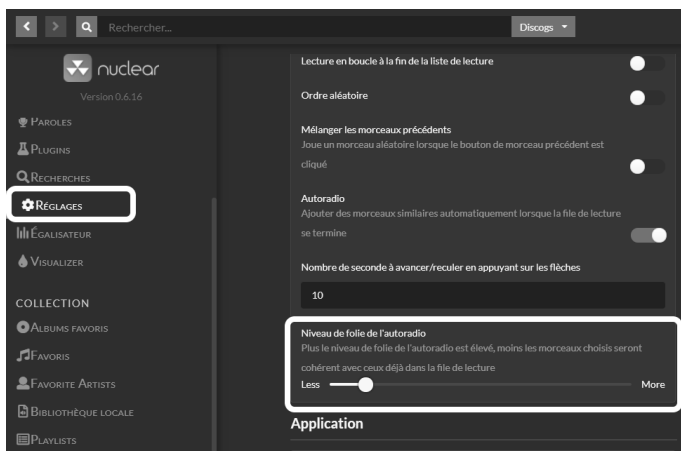 Rechercher...
Discogs
nuclear
Version 0.6.16
PAROLES
PLUGINS
RECHERCHES
RÉGLAGES
ÉGALISATEUR
VISUALIZER
COLLECTION
ALBUMS FAVORIS
FAVORIS
FAVORITE ARTISTS
BIBLIOTHÈQUE LOCALE
PLAYLISTS
Lecture en boucle à la fin de la liste de lecture
Ordre aléatoire
Mélanger les morceaux précédents
Joue un morceau aléatoire lorsque le bouton de morceau précédent est
cliqué
Autoradio
Ajouter des morceaux similaires automatiquement lorsque la file de lecture
se termine
Nombre de seconde à avancer/reculer en appuyant sur les flèches
10
Niveau de folie de l'autoradio
Plus le niveau de folie de l'autoradio est élevé, moins les morceaux choisis seront
cohérent avec ceux déjà dans la file de lecture
Less More
Application